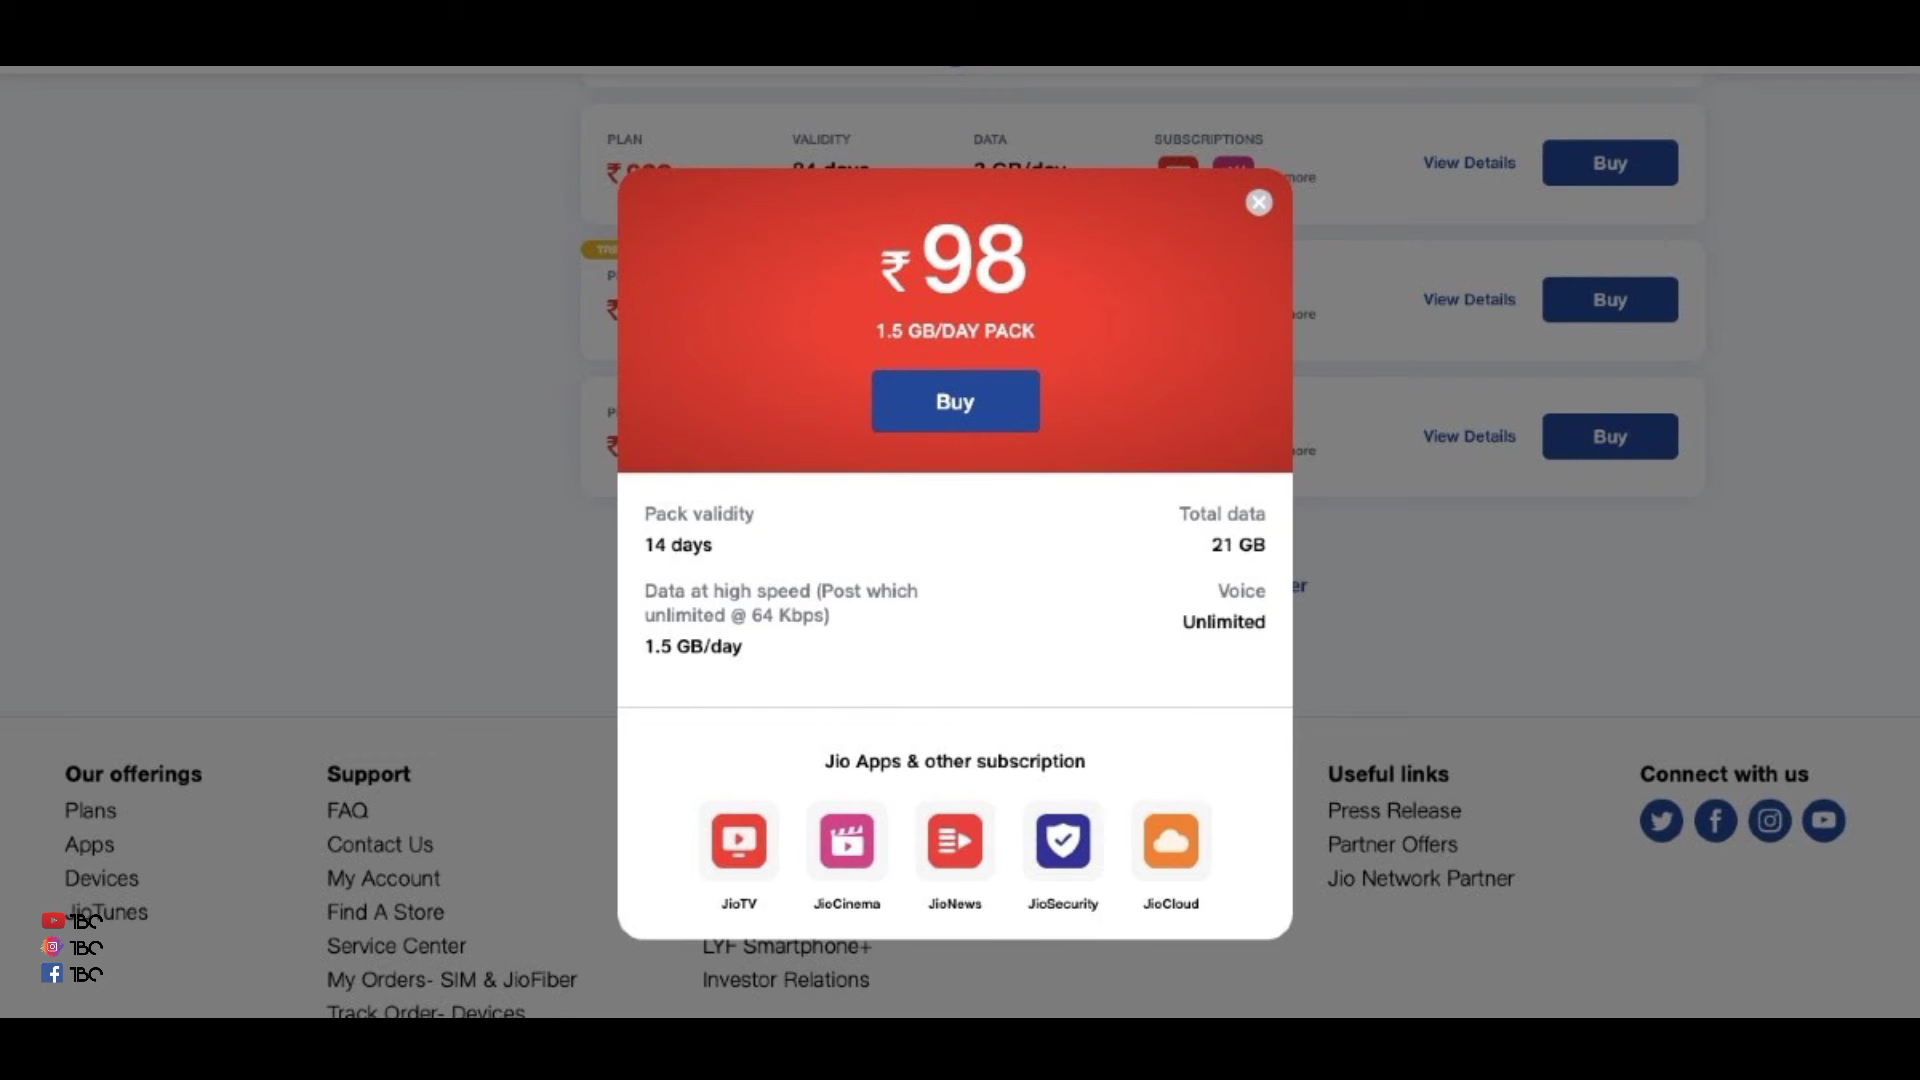 PLAN
VALIDITY
DATA
SUBSCRIPTIONS
View Details
Buy
₹ 98
1.5 GB/DAY PACK
Buy
View Details
Buy
View Details
Buy
Pack validity
14 days
Total data
21 GB
Data at high speed (Post which
unlimited @ 64 Kbps)
1.5 GB/day
Voice
Unlimited
Jio Apps & other subscription
JioTV
JioCinema
JioNews
JioSecurity
JioCloud
Our offerings
Plans
Apps
Devices
JioTunes
Support
FAQ
Contact Us
My Account
Find A Store
Service Center
My Orders- SIM & JioFiber
Track Order- Devices
LYF Smartphone+
Investor Relations
Useful links
Press Release
Partner Offers
Jio Network Partner
Connect with us
TBC
TBC
TBC